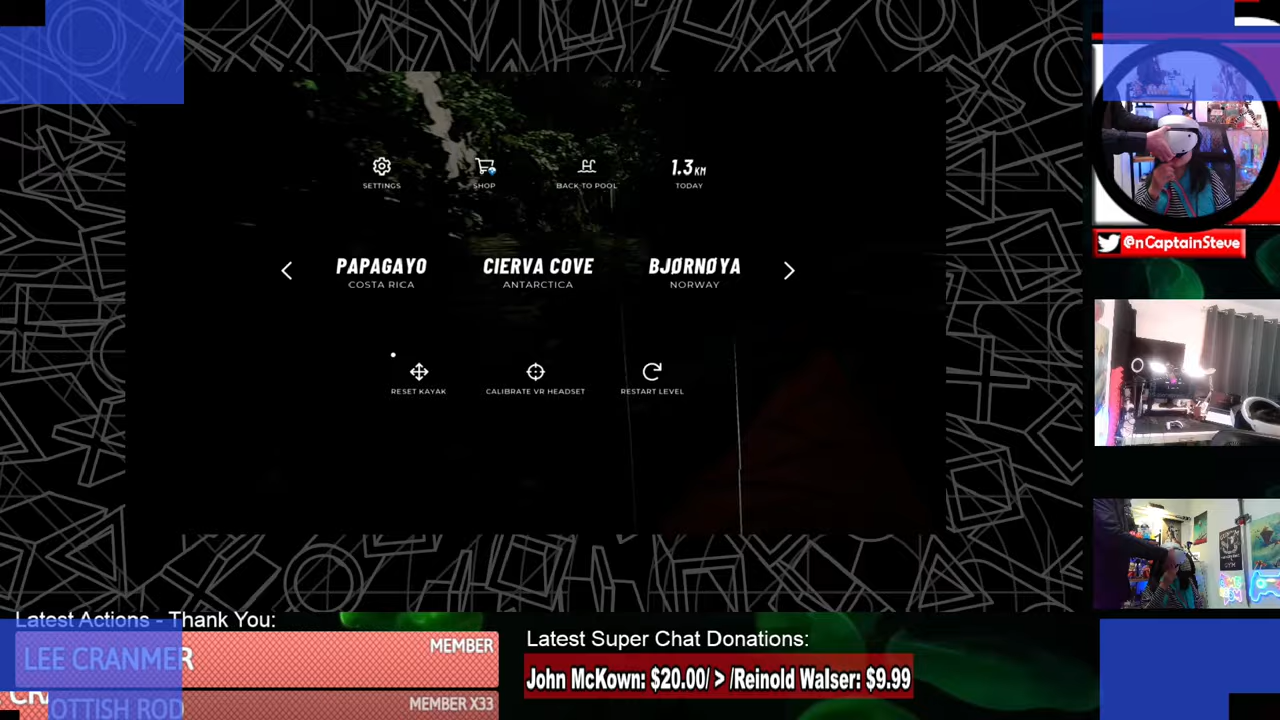 SETTINGS
SHOP
BACK TO POOL
1.3 KM
TODAY
PAPAGAYO
COSTA RICA
CIERVA COVE
ANTARCTICA
BJØRNØYA
NORWAY
RESET KAYAK
CALIBRATE VR HEADSET
RESTART LEVEL
@nCaptainSteve
Latest Actions - Thank You:
MEMBER
LEE CRANMER
MEMBER X33
OTTISH ROD
Latest Super Chat Donations:
John McKown: $20.00/ > /Reinold Walser: $9.99